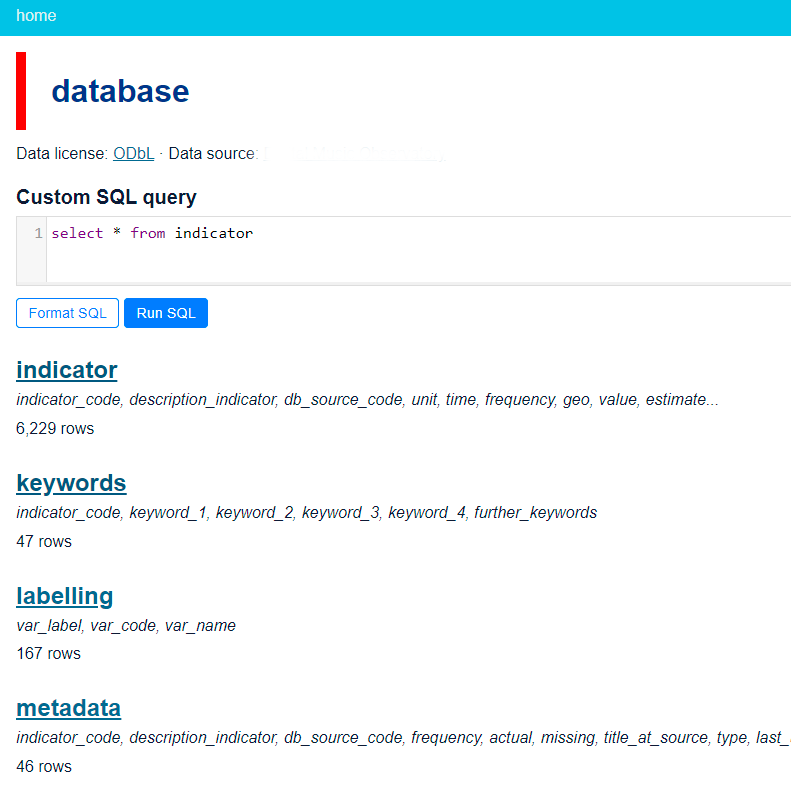 home
database
Data license: ODbL · Data source:
Custom SQL query
1 select * from indicator
Format SQL Run SQL
indicator
indicator_code, description_indicator, db_source_code, unit, time, frequency, geo, value, estimate...
6,229 rows
keywords
indicator_code, keyword_1, keyword_2, keyword_3, keyword_4, further_keywords
47 rows
labelling
var_label, var_code, var_name
167 rows
metadata
indicator_code, description_indicator, db_source_code, frequency, actual, missing, title_at_source, type, last_
46 rows